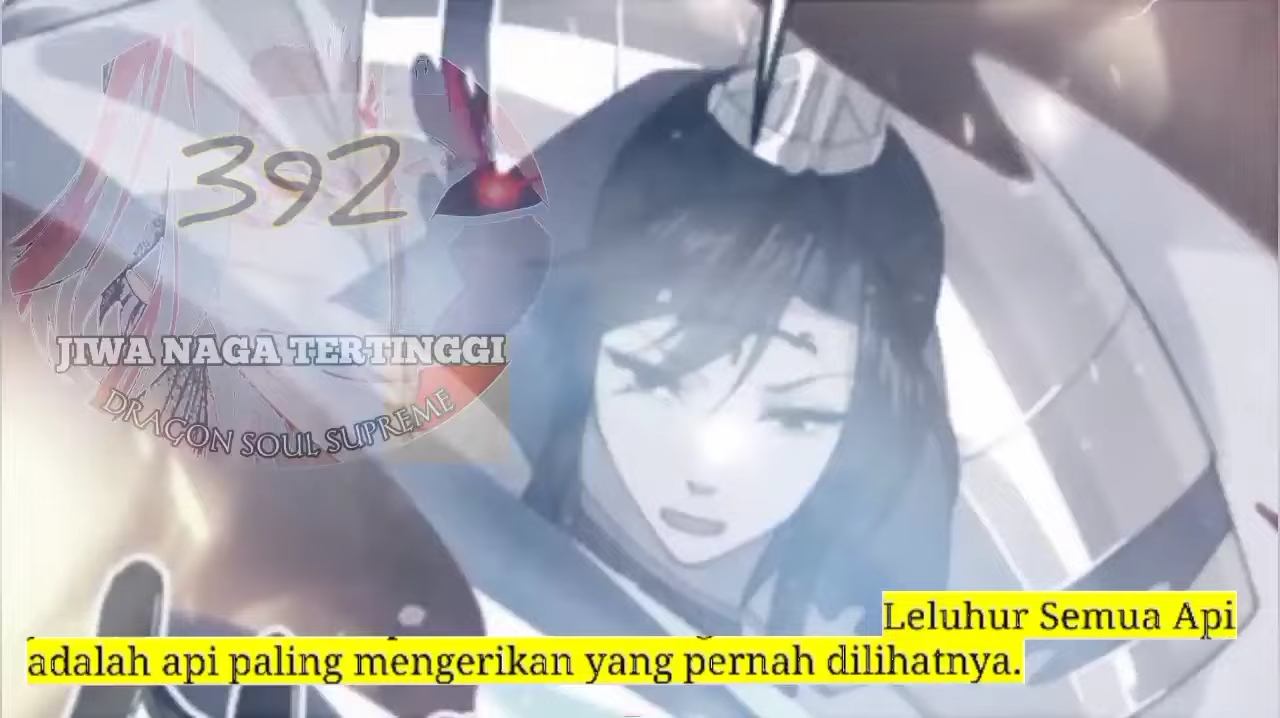 392
JIWA NAGA TERTINGGI
DRAGON SOUL SUPREME
Leluhur Semua Api
adalah api paling mengerikan yang pernah dilihatnya.